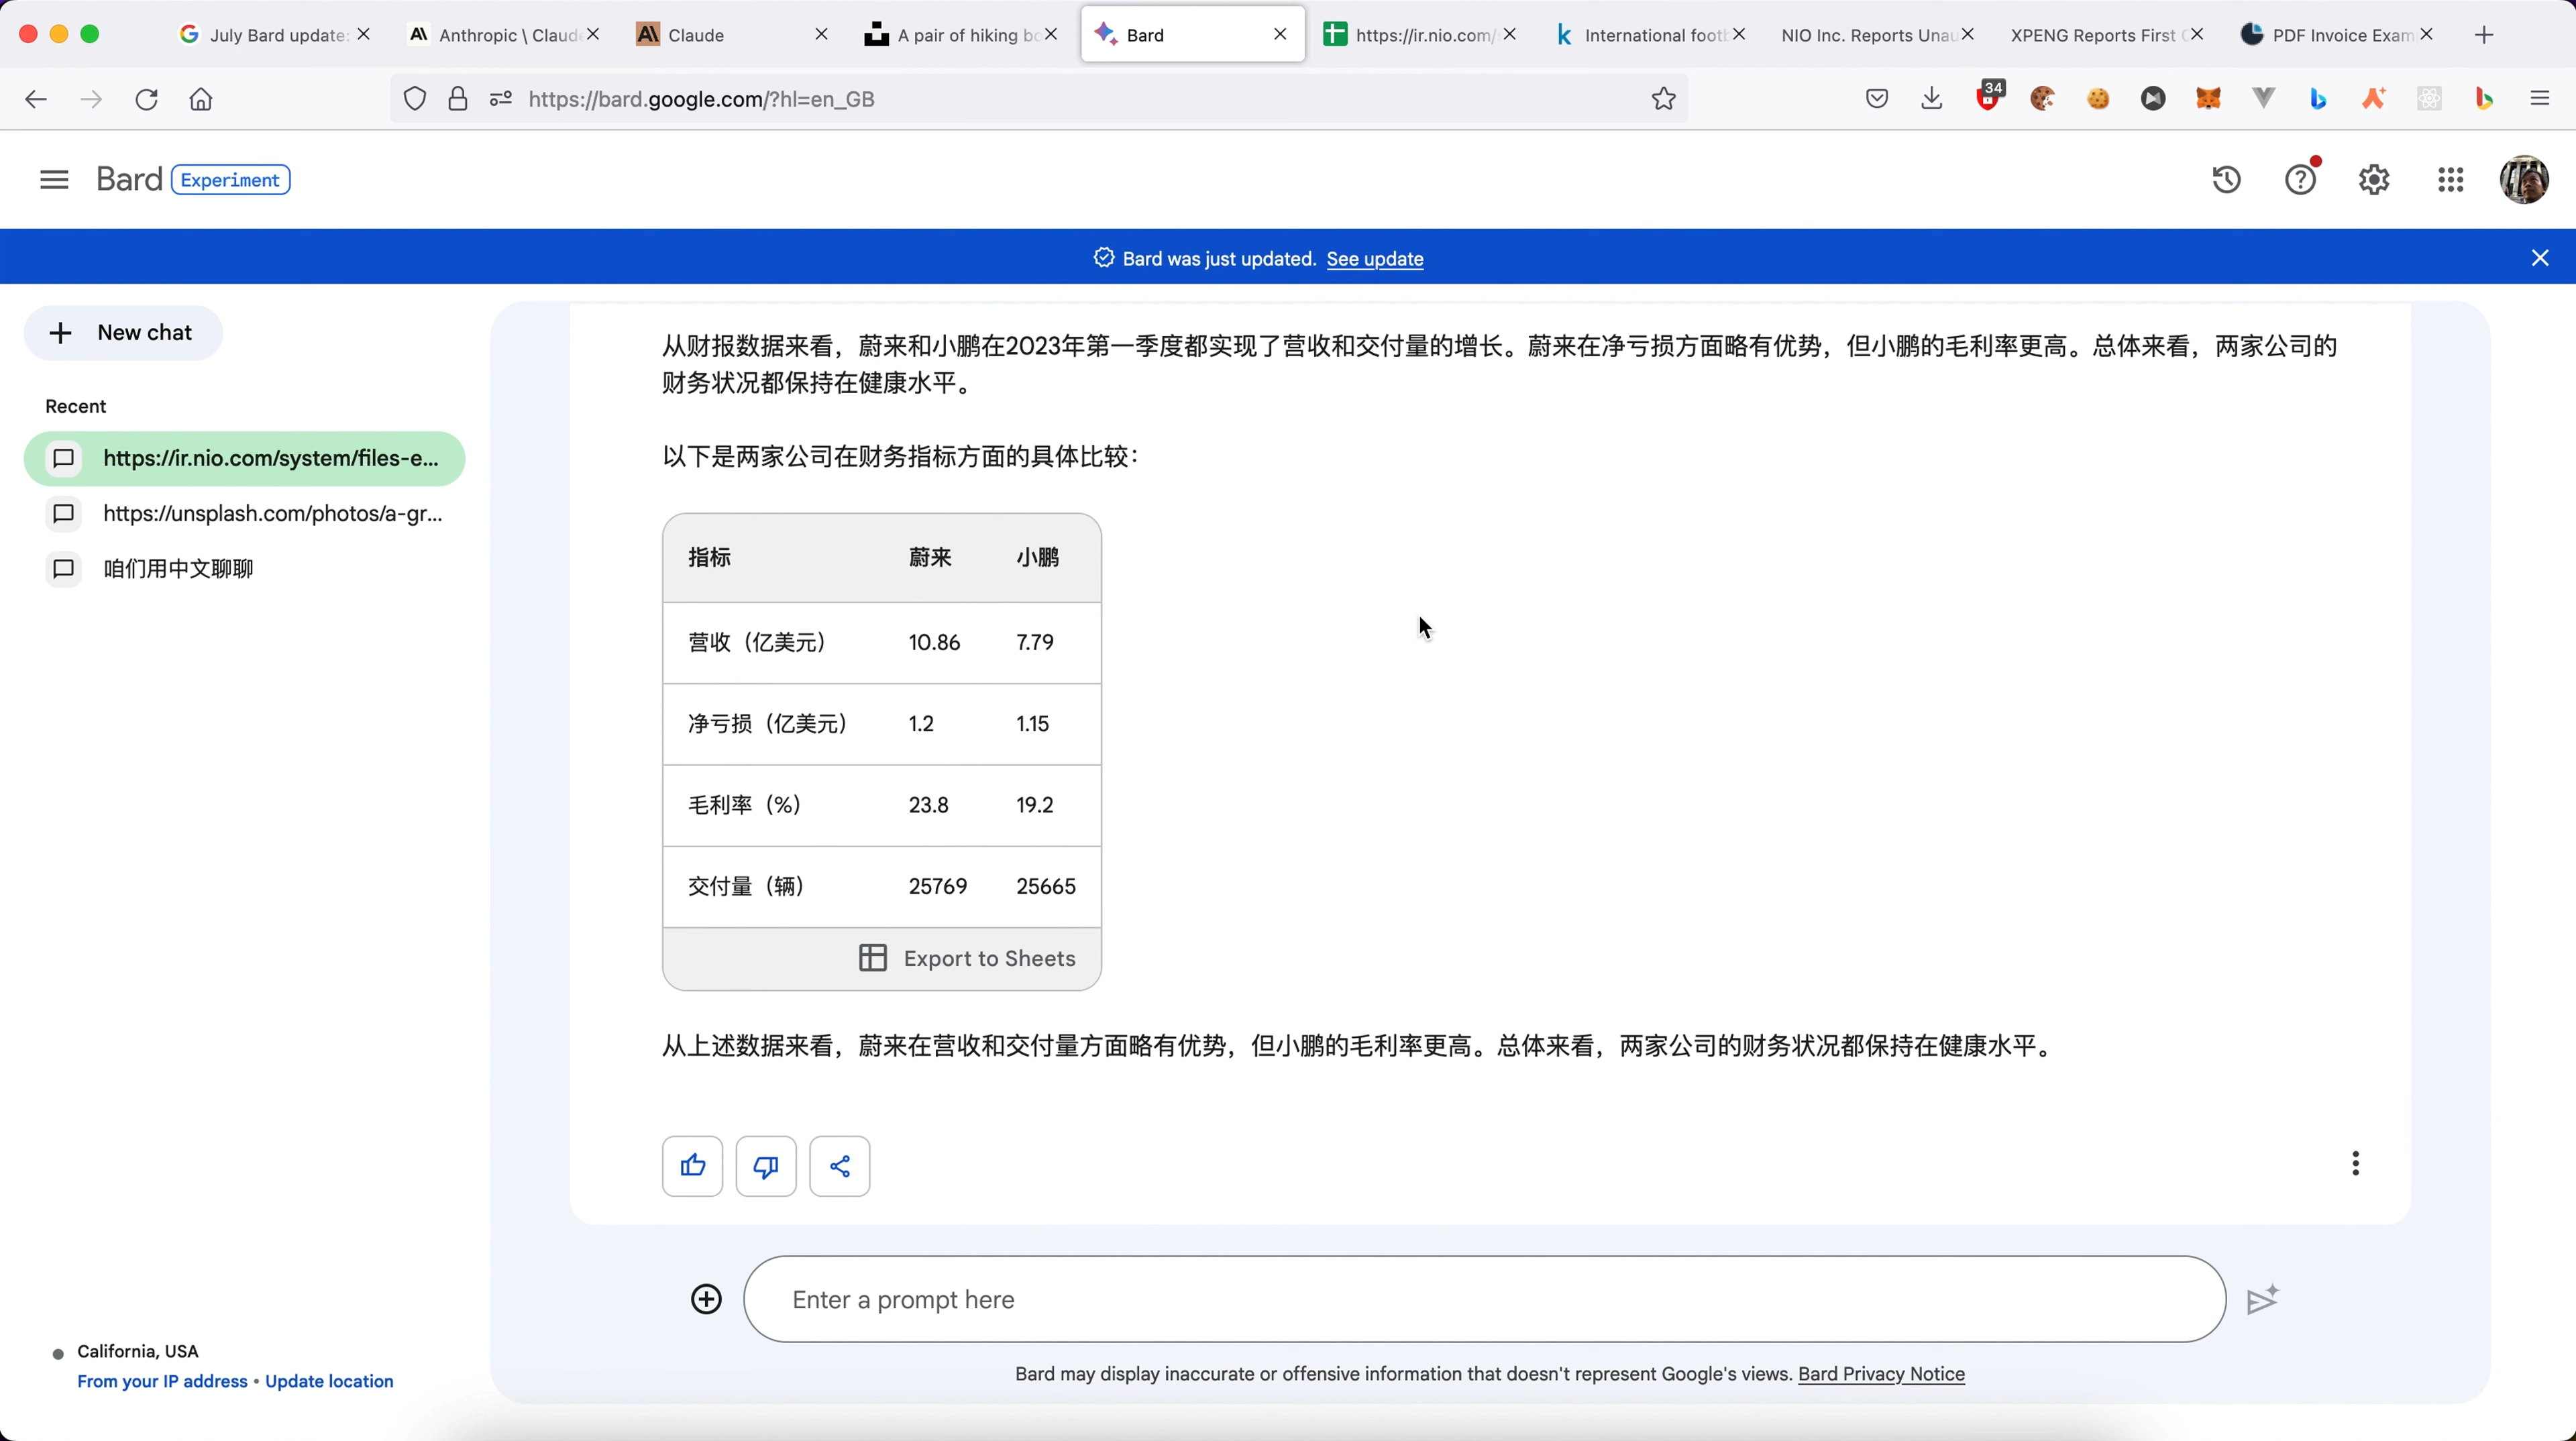 July Bard update:
Anthropic \ Claude
Claude
A pair of hiking bo
Bard
https://ir.nio.com/
International footb
NIO Inc. Reports Unau
XPENG Reports First
PDF Invoice Exam
https://bard.google.com/?hl=en_GB
34
Bard Experiment
Bard was just updated. See update
New chat
Recent
https://ir.nio.com/system/files-e...
https://unsplash.com/photos/a-gr...
咱们用中文聊聊
从财报数据来看，蔚来和小鹏在2023年第一季度都实现了营收和交付量的增长。蔚来在净亏损方面略有优势，但小鹏的毛利率更高。总体来看，两家公司的
财务状况都保持在健康水平。
以下是两家公司在财务指标方面的具体比较：
指标 蔚来 小鹏
营收（亿美元） 10.86 7.79
净亏损（亿美元） 1.2 1.15
毛利率（%） 23.8 19.2
交付量（辆） 25769 25665
Export to Sheets
从上述数据来看，蔚来在营收和交付量方面略有优势，但小鹏的毛利率更高。总体来看，两家公司的财务状况都保持在健康水平。
Enter a prompt here
California, USA
From your IP address • Update location
Bard may display inaccurate or offensive information that doesn't represent Google's views. Bard Privacy Notice